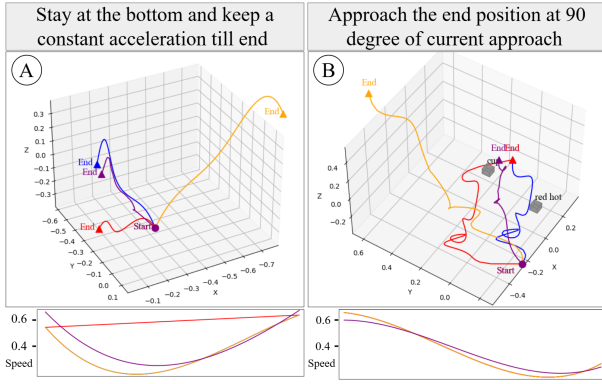 Stay at the bottom and keep a
constant acceleration till end
Approach the end position at 90
degree of current approach
A
B
End
End
End
End
Start
Z
0.3
0.2
0.1
0.0
−0.1
−0.2
−0.3
−0.6
−0.5
−0.4
−0.3
−0.2
−0.1
0.0
0.1
Y
−0.1
−0.2
−0.3
−0.4
−0.5
−0.6
−0.7
X
End
End
End
cu
red hot
Start
Z
0.4
0.2
0.0
−0.2
0.6
0.4
0.2
0.0
Y
0.2
0.0
−0.2
−0.4
X
0.6
0.4
Speed
0.6
0.4
Speed